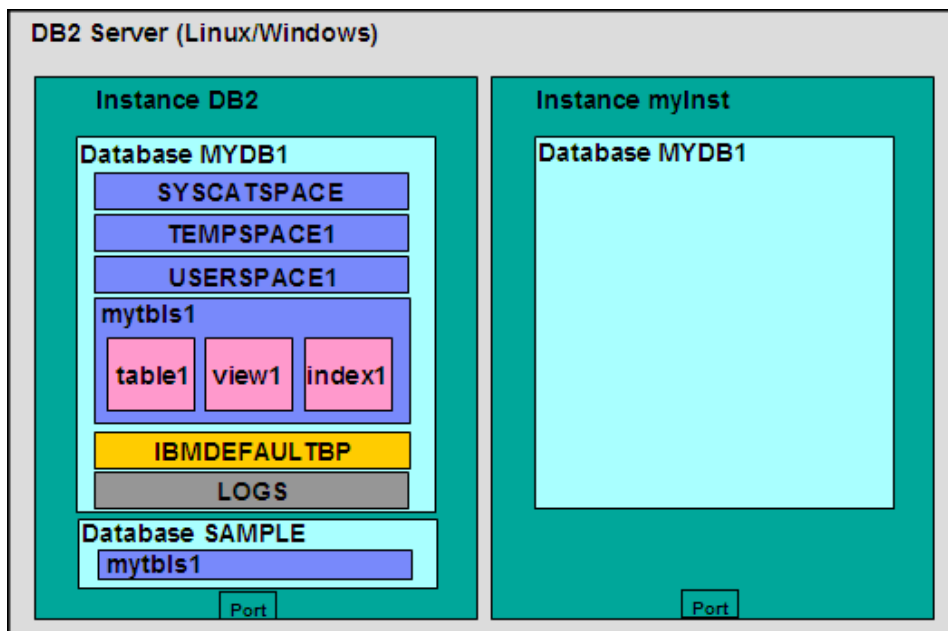 DB2 Server (Linux/Windows)
Instance DB2
Database MYDB1
SYSCATSPACE
TEMPSPACE1
USERSPACE1
mytbls1
table1 view1 index1
IBMDEFAULTBP
LOGS
Database SAMPLE
mytbls1
Port
Instance myInst
Database MYDB1
Port